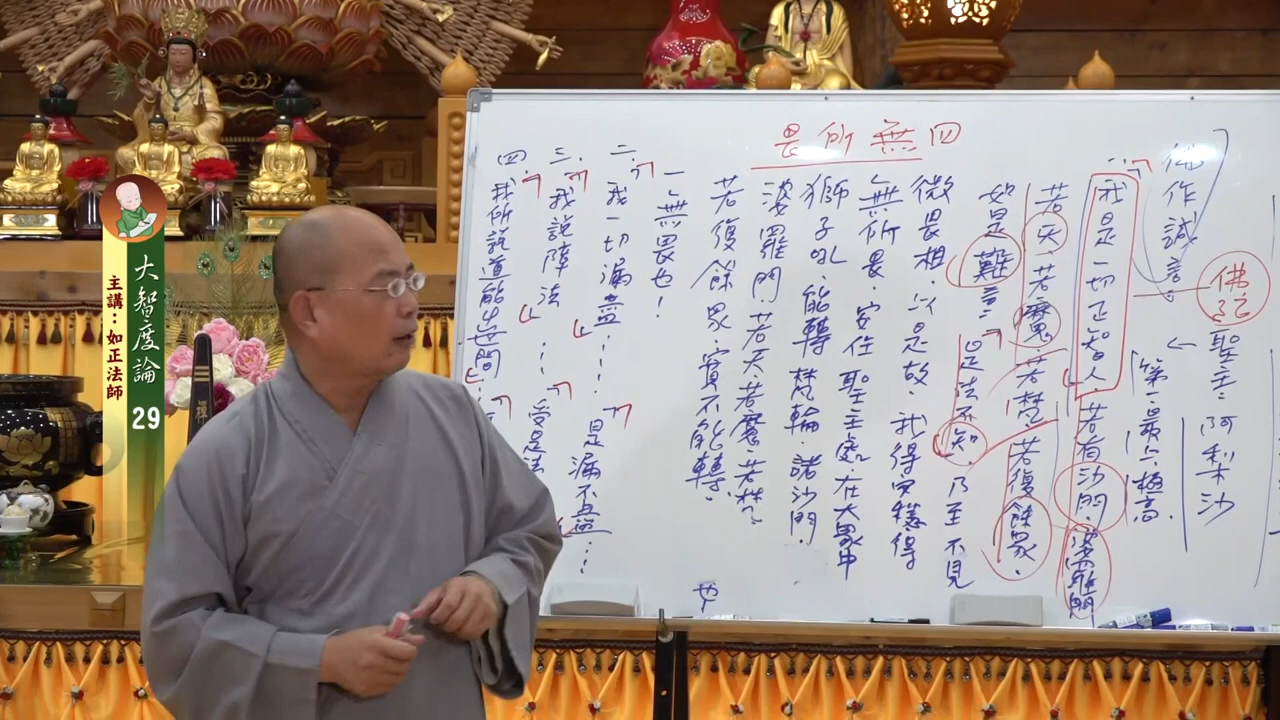 大智度論
29
主講：如正法師
四無所畏
佛陀
聖主：阿梨沙
← 第一最上、極高、
佛作誠言：
「我是一切正智人」若有沙門、婆羅門
若天、若魔、若梵、若復餘眾、
如是難言：「是法不知、乃至不見
微畏相、以是故、我得安穩得
無所畏、安住聖主處、在大眾中
獅子吼、能轉梵輪、諸沙門、
婆羅門、若天若魔、若梵、
若復餘眾、實不能轉、
一無畏也！
二、「我一切漏盡」……「是漏不盡」…
三、「我說障法」……「受是法
四、「我所說道能出世間」
也